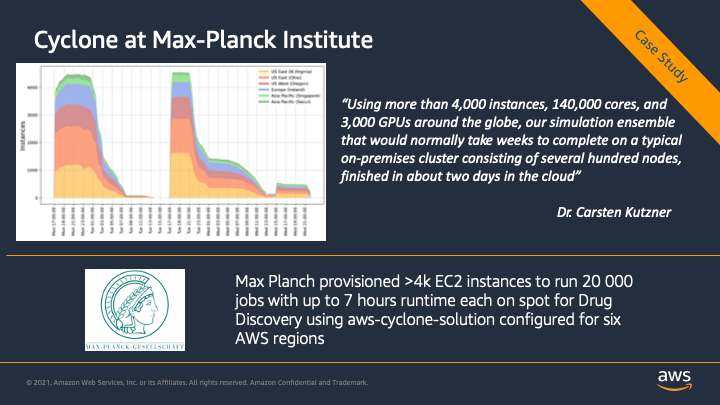 Cyclone at Max-Planck Institute
Case Study
US East (N.Virginia)
US East (Ohio)
US West (Oregon)
Europe (Ireland)
Asia Pacific (Singapore)
Asia Pacific (Seoul)
Instances
4000
3000
2000
1000
0
“Using more than 4,000 instances, 140,000 cores, and
3,000 GPUs around the globe, our simulation ensemble
that would normally take weeks to complete on a typical
on-premises cluster consisting of several hundred nodes,
finished in about two days in the cloud”
Dr. Carsten Kutzner
MAX-PLANCK-GESELLSCHAFT
Max Planch provisioned >4k EC2 instances to run 20 000
jobs with up to 7 hours runtime each on spot for Drug
Discovery using aws-cyclone-solution configured for six
AWS regions
© 2021, Amazon Web Services, Inc. or its Affiliates. All rights reserved. Amazon Confidential and Trademark.
aws